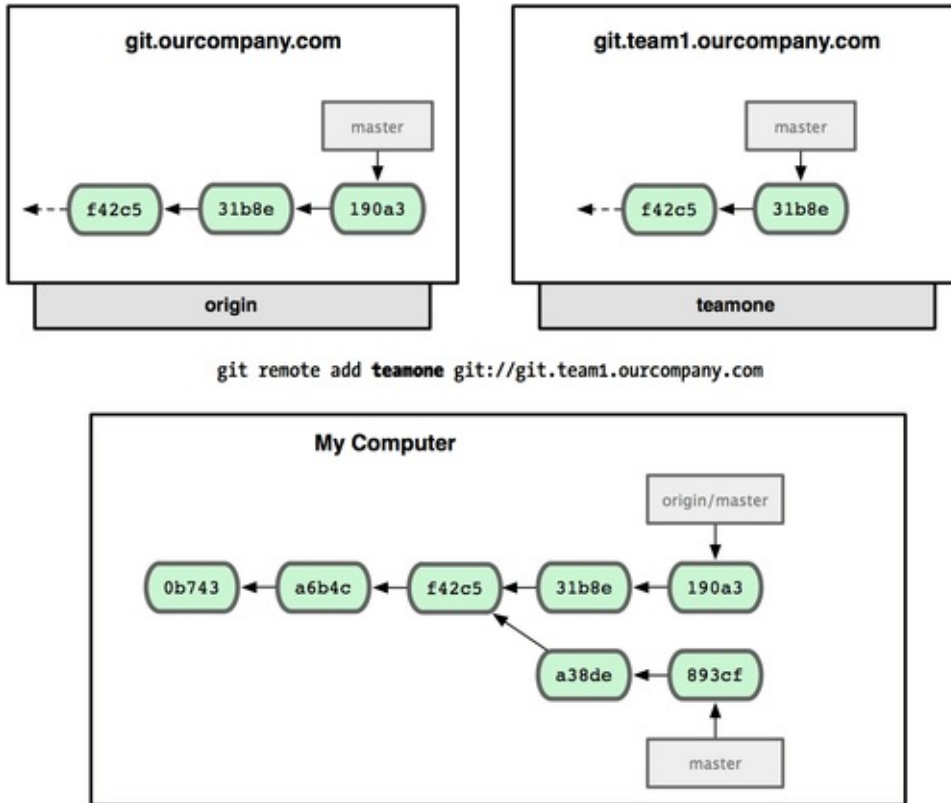 git.ourcompany.com
master
f42c5 31b8e 190a3
origin
git.team1.ourcompany.com
master
f42c5 31b8e
teamone
git remote add teamone git://git.team1.ourcompany.com
My Computer
origin/master
0b743 a6b4c f42c5 31b8e 190a3
a38de 893cf
master